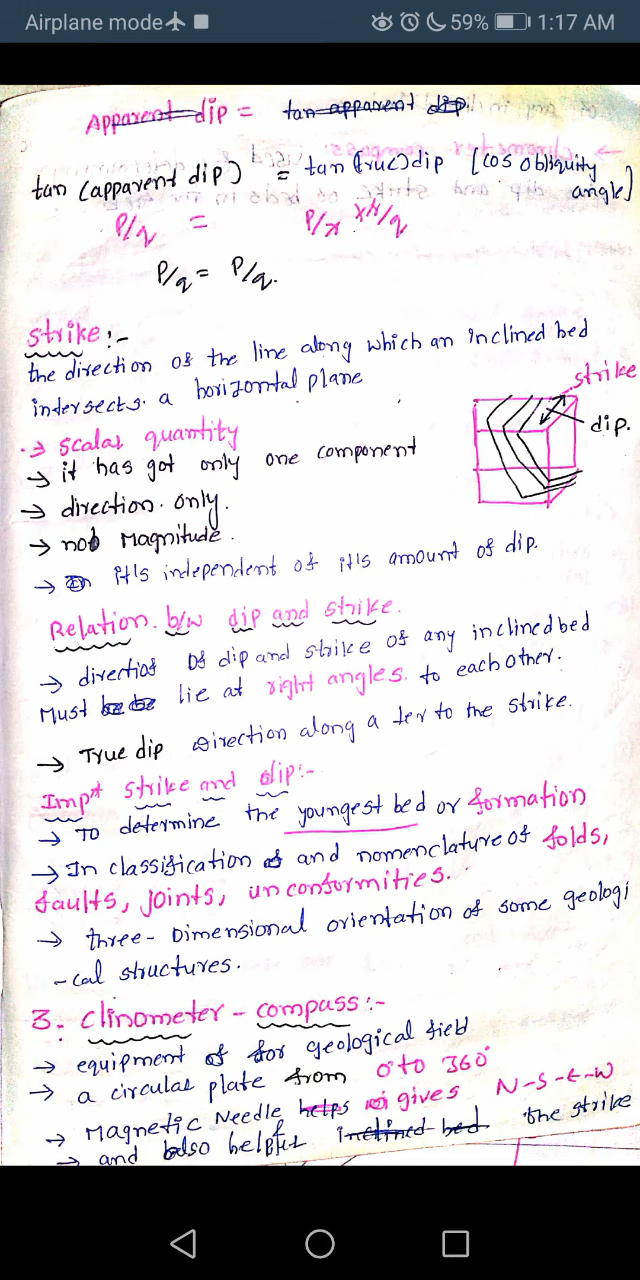 Airplane mode 59% 1:17 AM
Apparent dip = tan apparent dip
tan (apparent dip) = tan (true) dip [cos obliquity angle]
P/q = P/x x x/q
P/q = P/q.
strike:-
the direction of the line along which an inclined bed
intersects a horizontal plane
strike
dip.
→ scalar quantity
→ it has got only one component
→ direction only.
→ not Magnitude.
→ it's independent of it's amount of dip.
Relation b/w dip and strike.
→ direction of dip and strike of any inclined bed
Must lie at right angles to each other.
→ True dip Direction along a ler to the strike.
Imp^t strike and dip:-
→ To determine the youngest bed or formation
→ In classification and nomenclature of folds,
faults, joints, unconformities.
→ three-Dimensional orientation of some geologi
-cal structures.
3. Clinometer-compass:-
→ equipment of for geological field
→ a circular plate from 0° to 360°
→ Magnetic Needle helps gives N-S-E-W
→ and also helpful inclined bed the strike